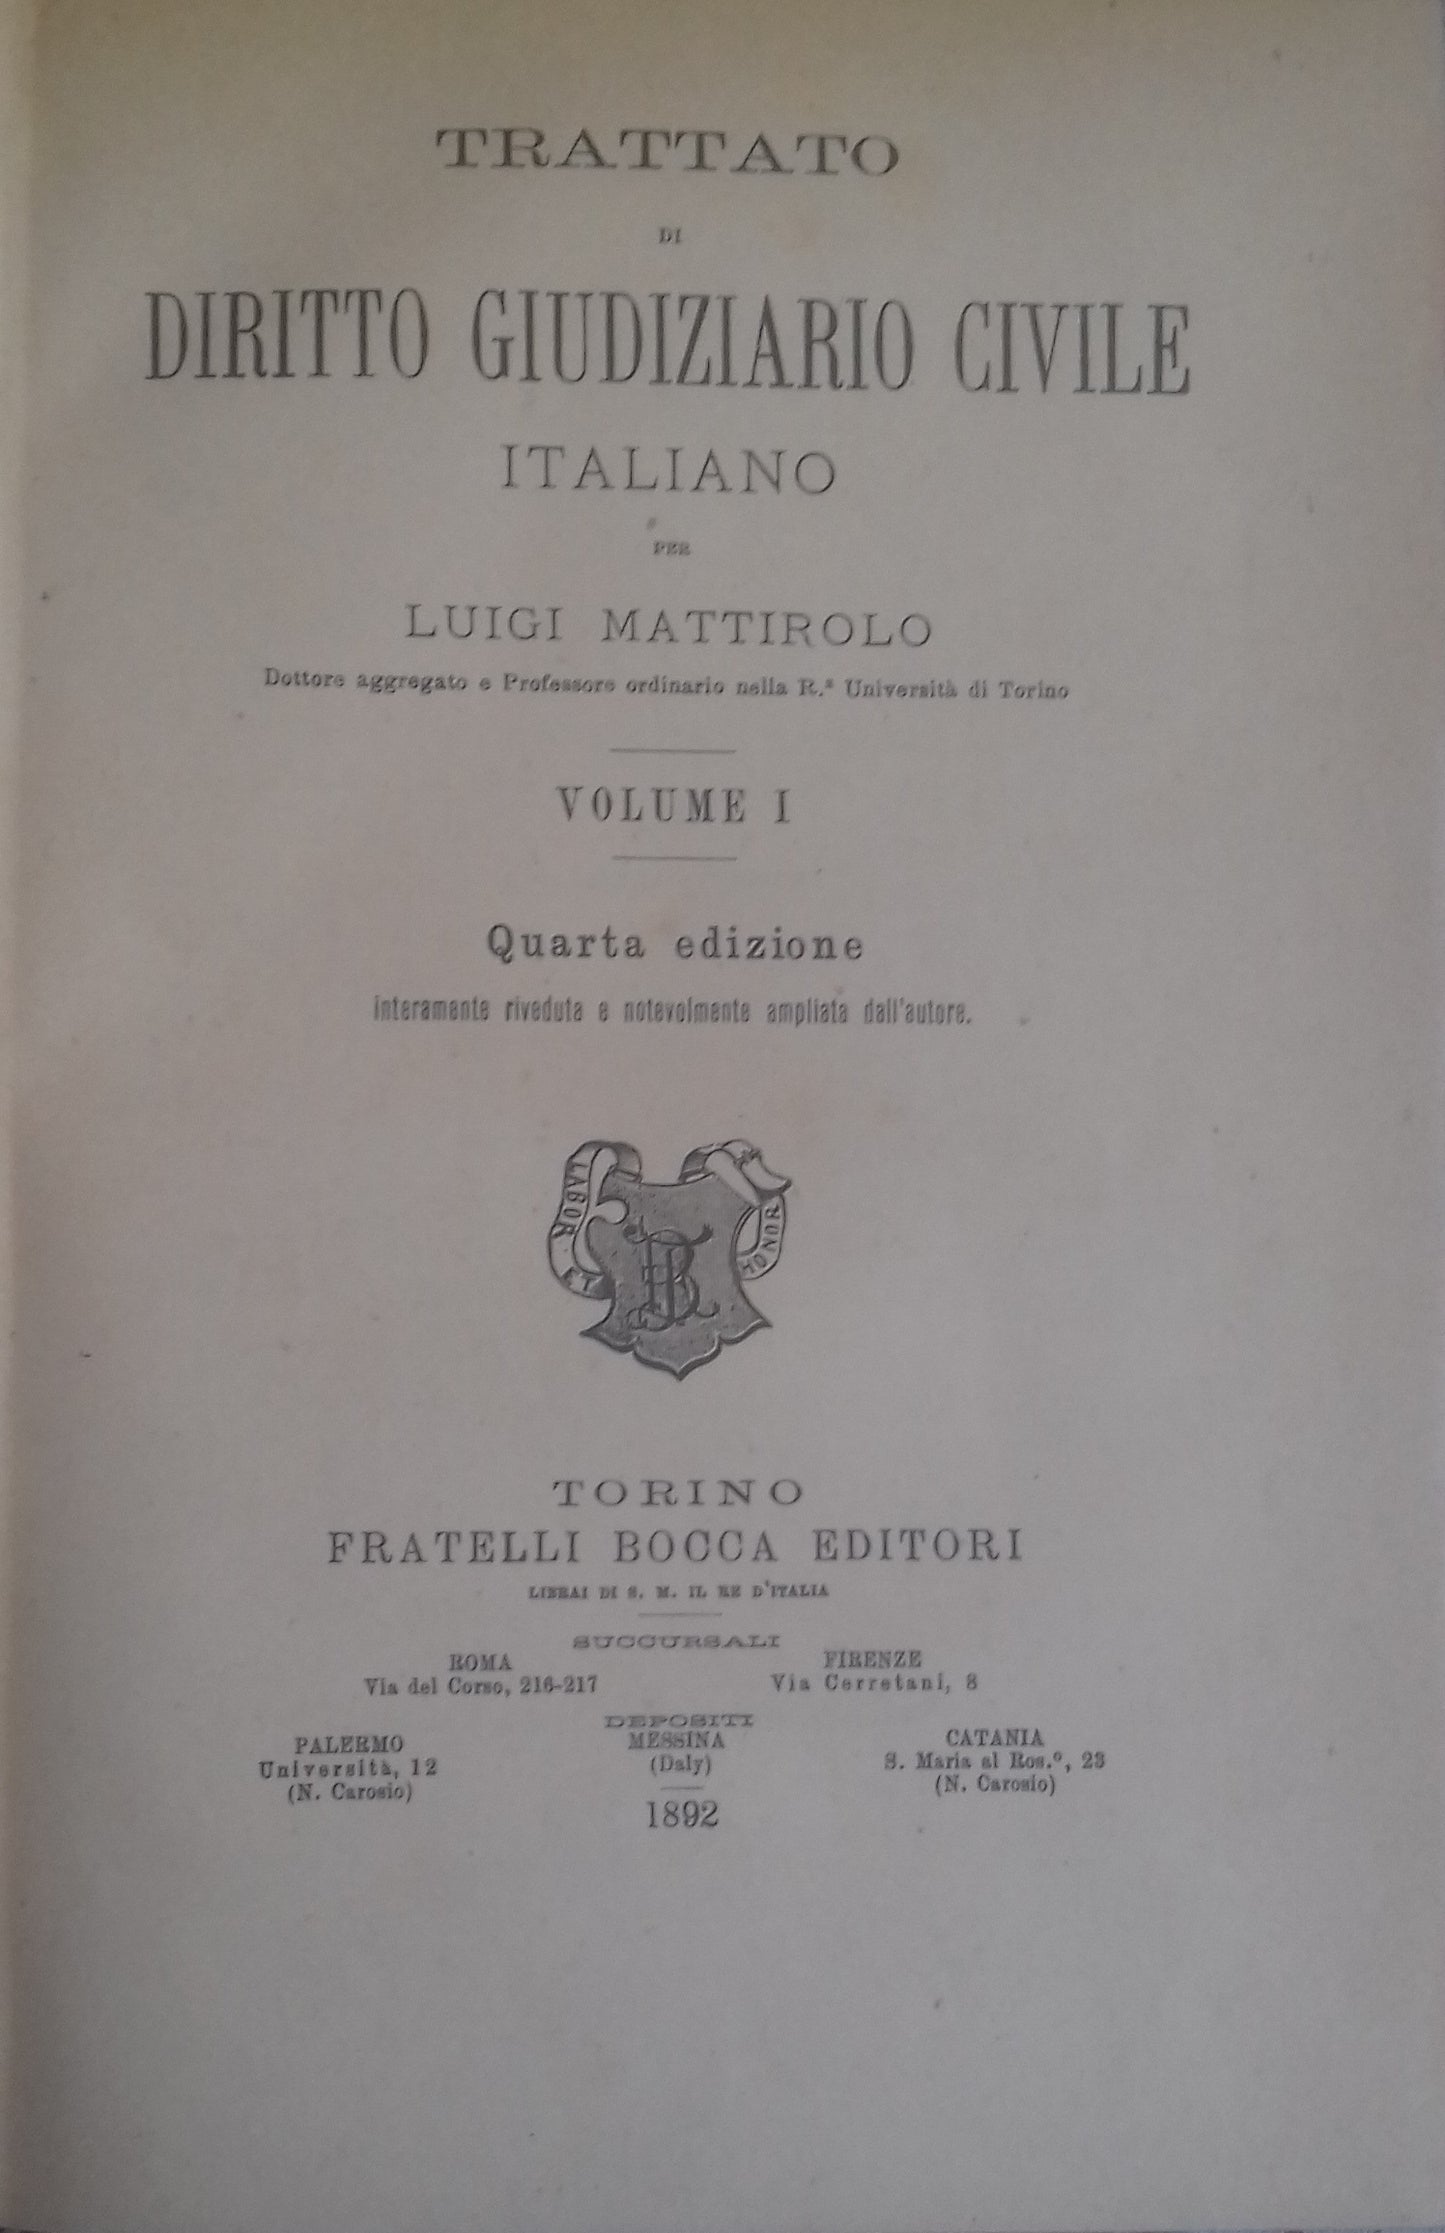 TRATTATO
DI
DIRITTO GIUDIZIARIO CIVILE
ITALIANO
PER
LUIGI MATTIROLO
Dottore aggregato e Professore ordinario nella R.ª Università di Torino
VOLUME I
Quarta edizione
interamente riveduta e notevolmente ampliata dall'autore.
LABOR ET
HONOR
TORINO
FRATELLI BOCCA EDITORI
LIBRAI DI S. M. IL RE D'ITALIA
SUCCURSALI
ROMA
Via del Corso, 216-217
FIRENZE
Via Cerretani, 8
DEPOSITI
PALERMO
Università, 12
(N. Carosio)
MESSINA
(Daly)
CATANIA
S. Maria al Ros.º, 23
(N. Carosio)
1892